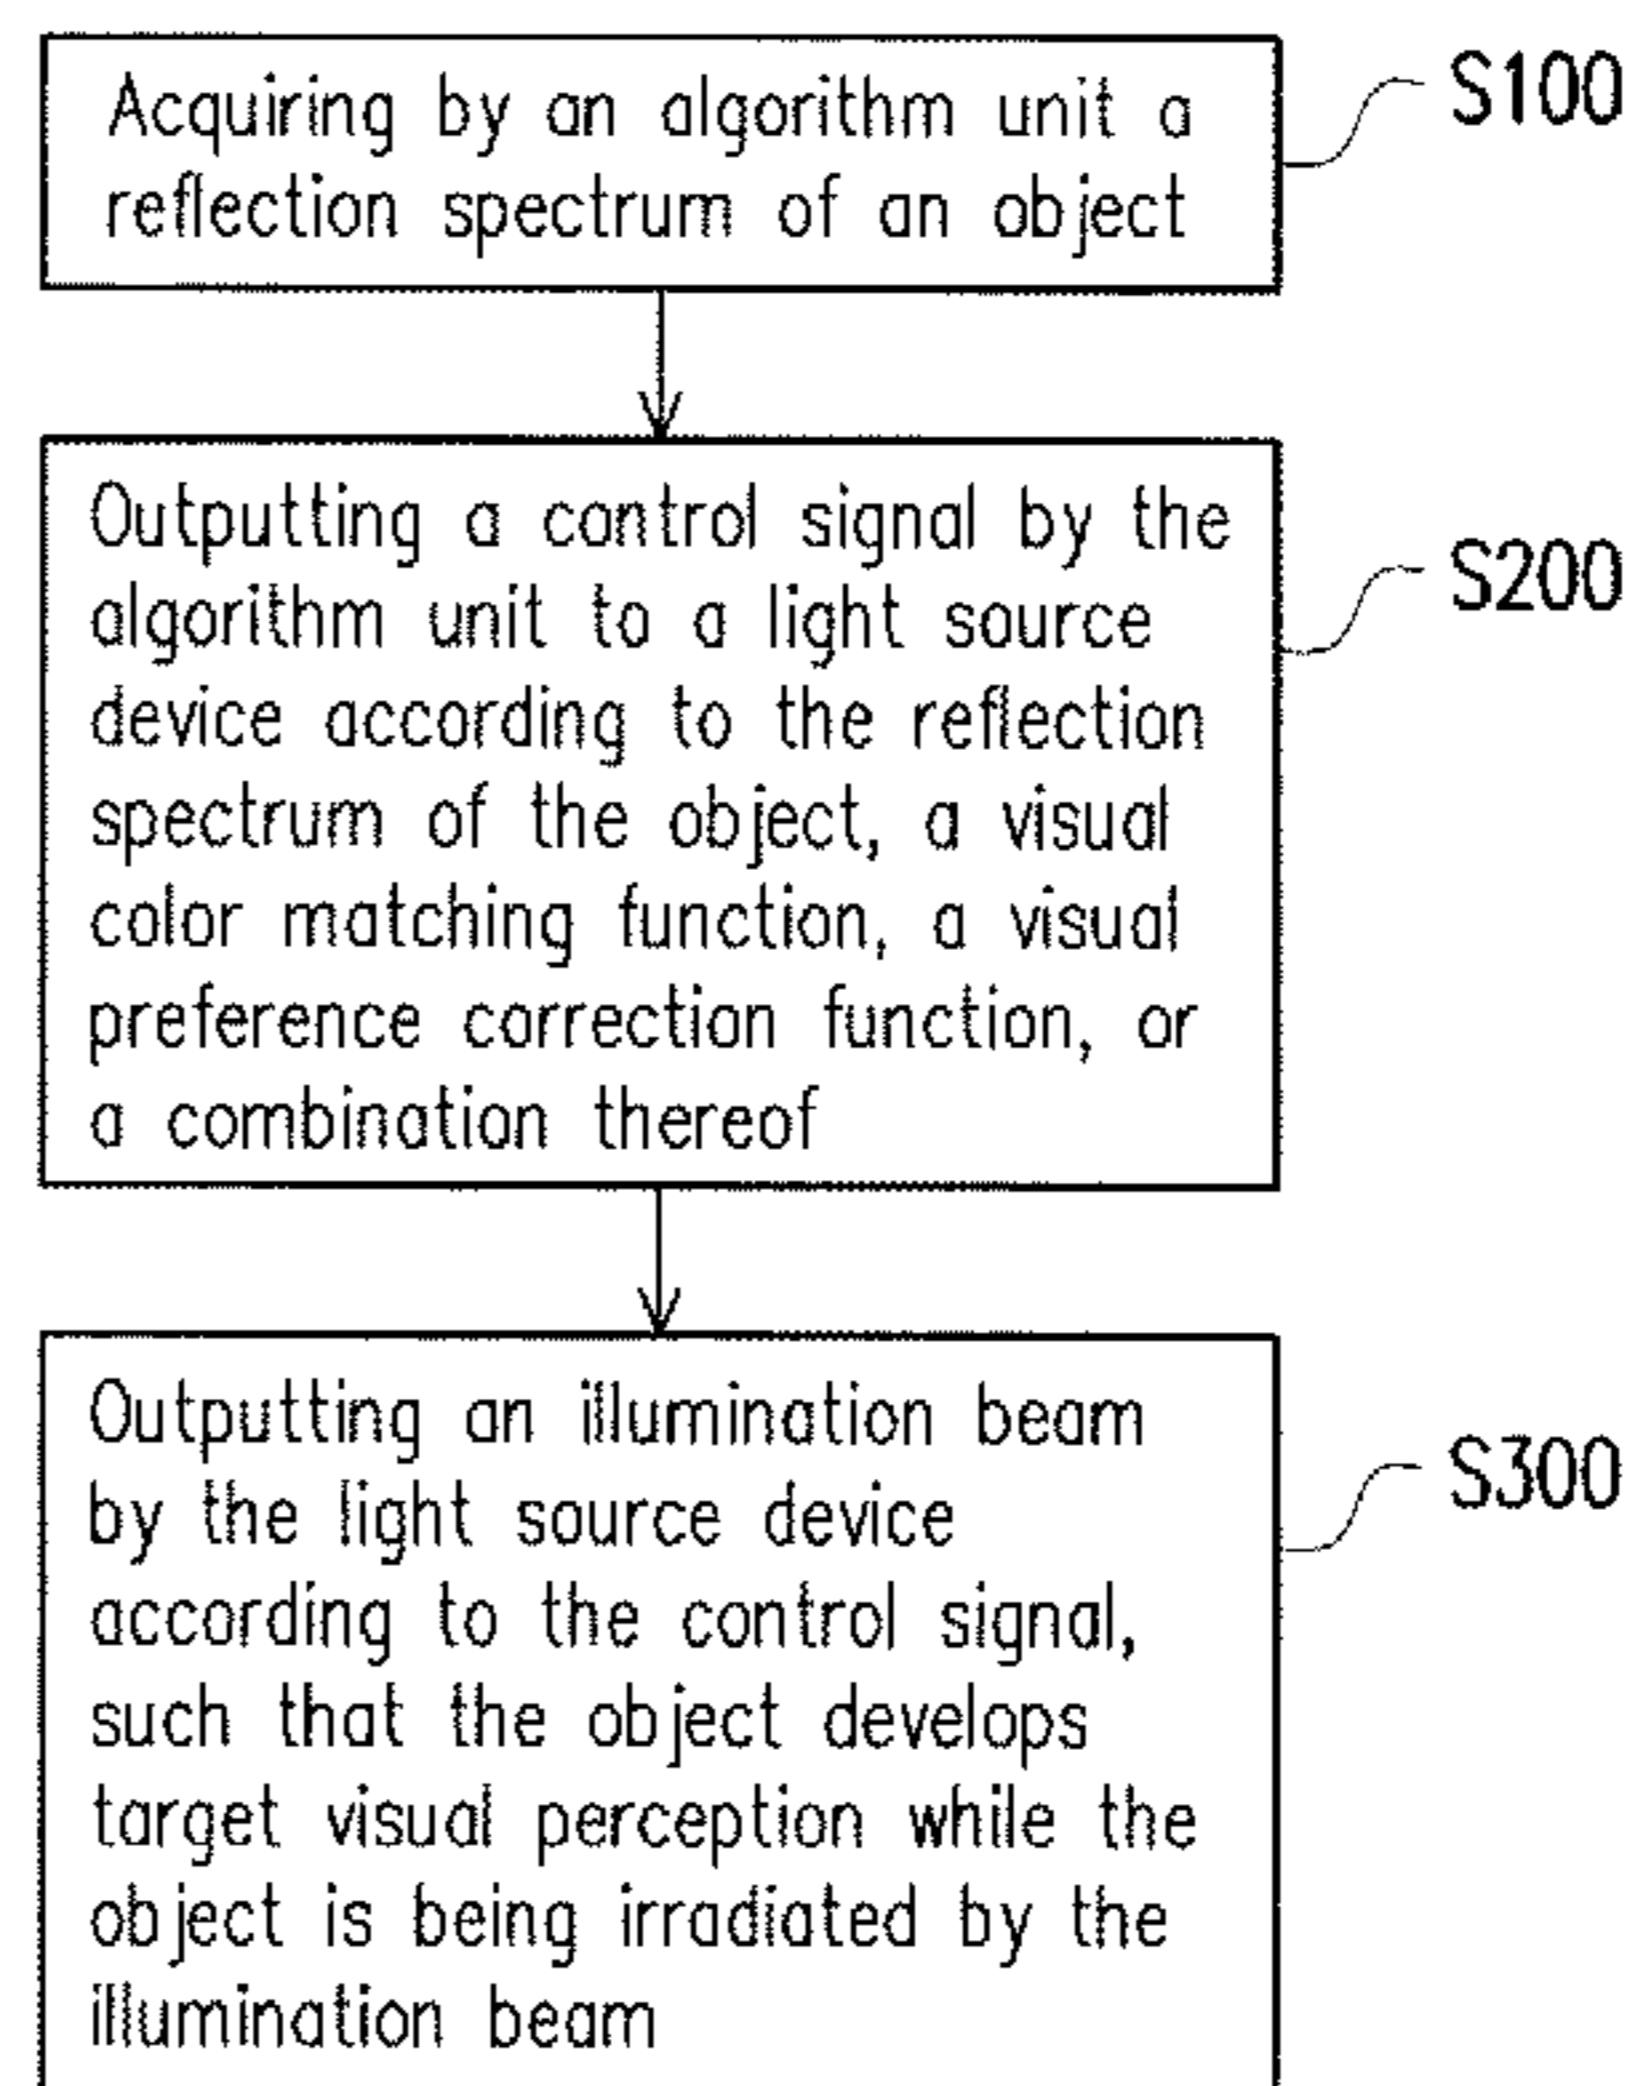 Acquiring by an algorithm unit a
reflection spectrum of an object
S100
Outputting a control signal by the
algorithm unit to a light source
device according to the reflection
spectrum of the object, a visual
color matching function, a visual
preference correction function, or
a combination thereof
S200
Outputting an illumination beam
by the light source device
according to the control signal,
such that the object develops
target visual perception while the
object is being irradiated by the
illumination beam
S300